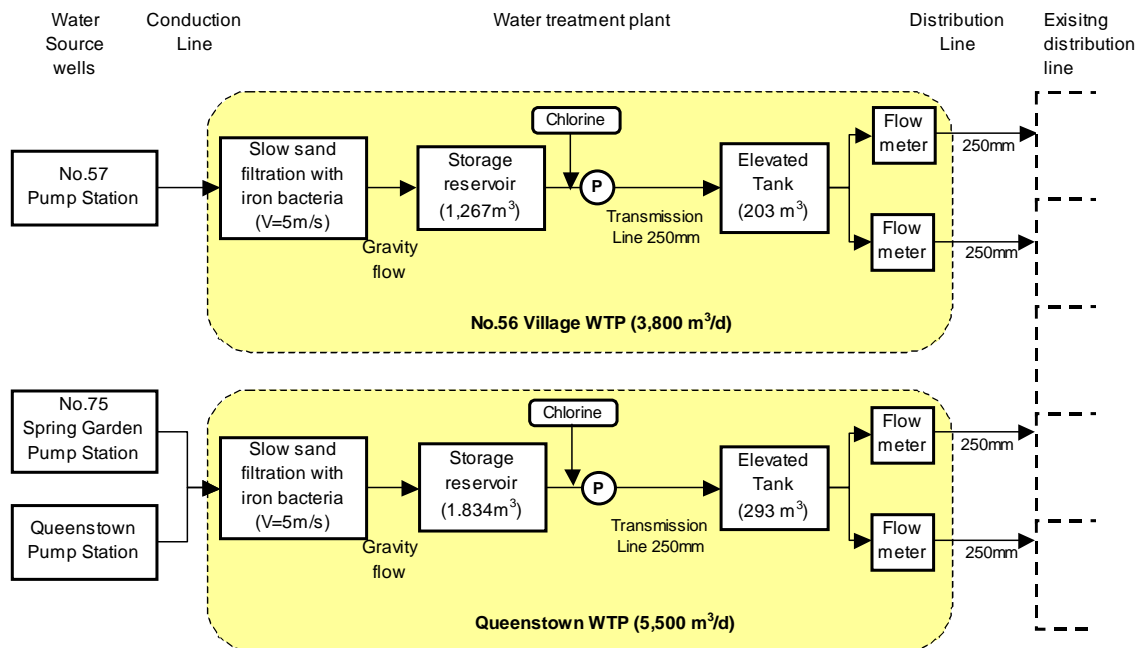 Water
Source
wells
Conduction
Line
Water treatment plant
Distribution
Line
Exisitng
distribution
line
No.57
Pump Station
Slow sand
filtration with
iron bacteria
(V=5m/s)
Gravity
flow
Storage
reservoir
(1,267m³)
Chlorine
P
Transmission
Line 250mm
Elevated
Tank
(203 m³)
Flow
meter
250mm
Flow
meter
250mm
No.56 Village WTP (3,800 m³/d)
No.75
Spring Garden
Pump Station
Queenstown
Pump Station
Slow sand
filtration with
iron bacteria
(V=5m/s)
Gravity
flow
Storage
reservoir
(1.834m³)
Chlorine
P
Transmission
Line 250mm
Elevated
Tank
(293 m³)
Flow
meter
250mm
Flow
meter
250mm
Queenstown WTP (5,500 m³/d)